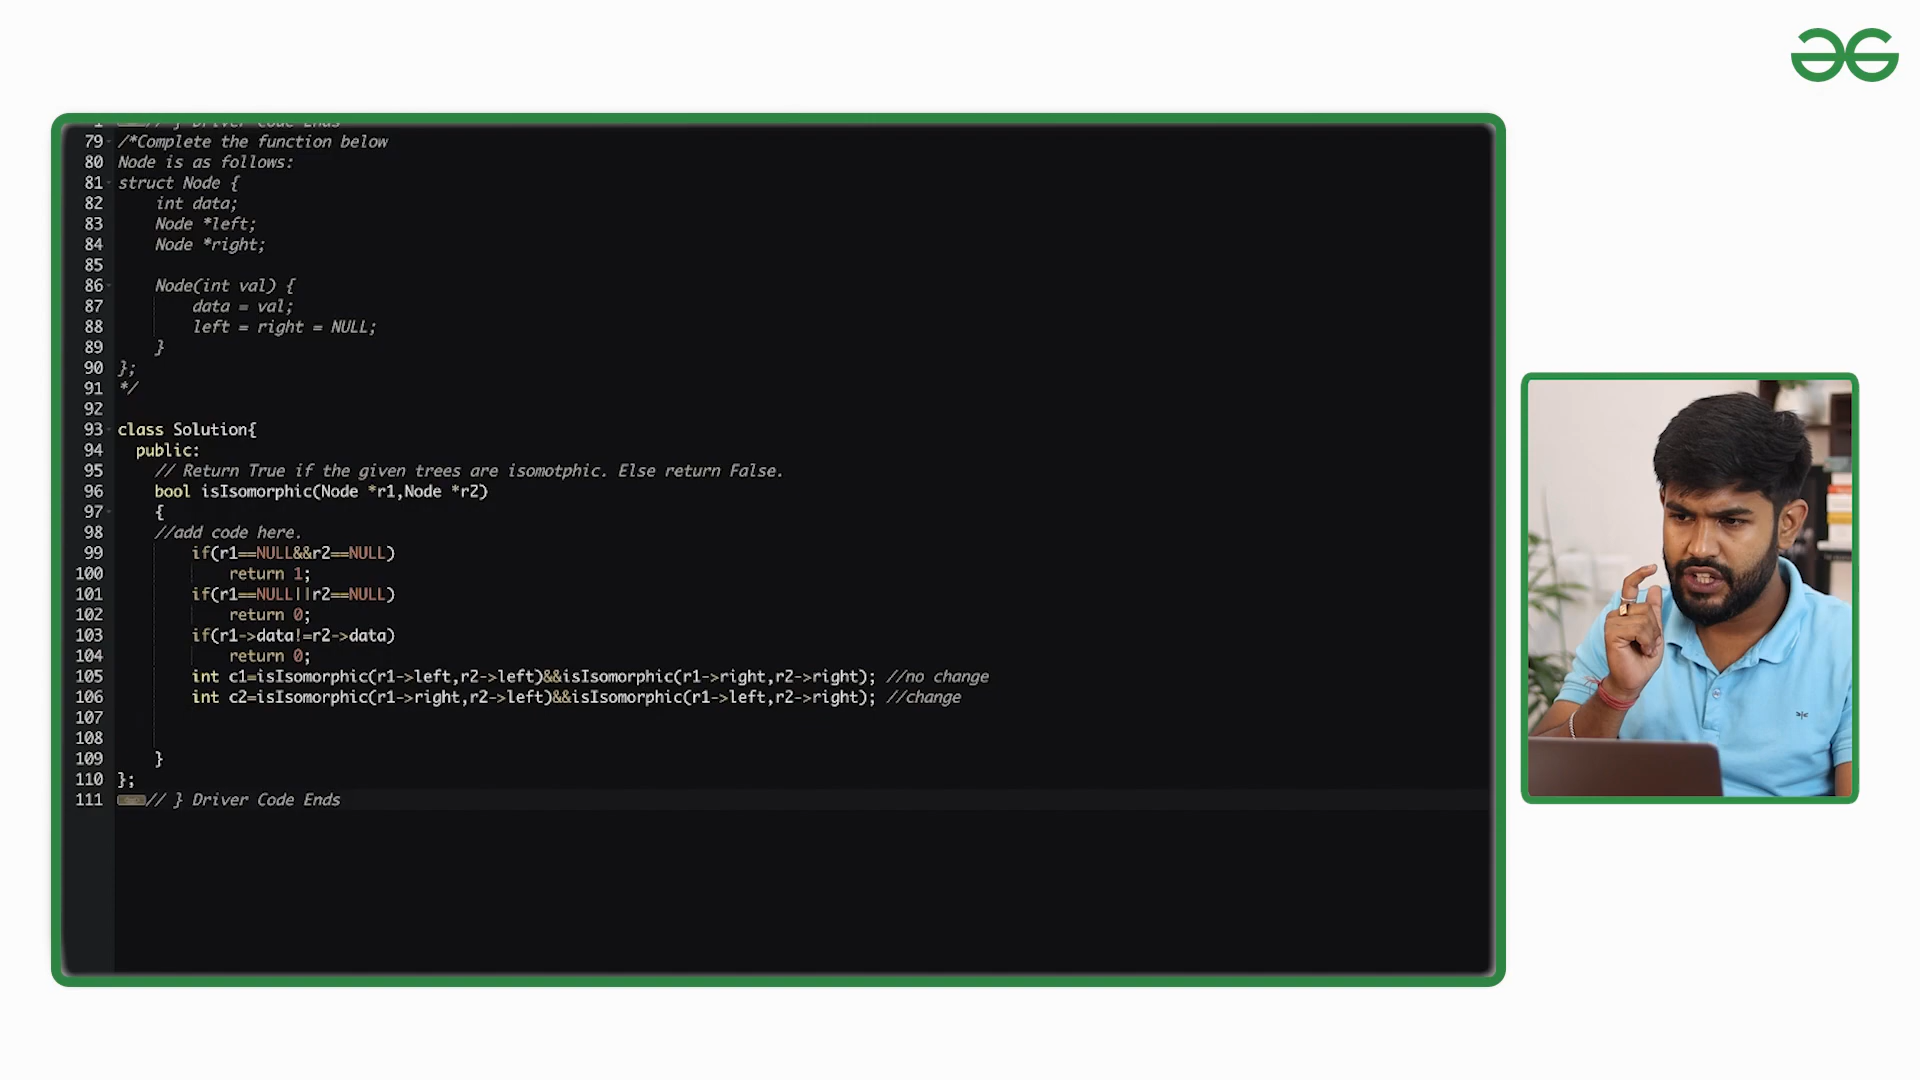 1 // } Driver Code Ends
79 /*Complete the function below
80 Node is as follows:
81 struct Node {
82 int data;
83 Node *left;
84 Node *right;
85
86 Node(int val) {
87 data = val;
88 left = right = NULL;
89 }
90 };
91 */
92
93 class Solution{
94 public:
95 // Return True if the given trees are isomotphic. Else return False.
96 bool isIsomorphic(Node *r1,Node *r2)
97 {
98 //add code here.
99 if(r1==NULL&&r2==NULL)
100 return 1;
101 if(r1==NULL||r2==NULL)
102 return 0;
103 if(r1->data!=r2->data)
104 return 0;
105 int c1=isIsomorphic(r1->left,r2->left)&&isIsomorphic(r1->right,r2->right); //no change
106 int c2=isIsomorphic(r1->right,r2->left)&&isIsomorphic(r1->left,r2->right); //change
107
108
109 }
110 };
111 // } Driver Code Ends